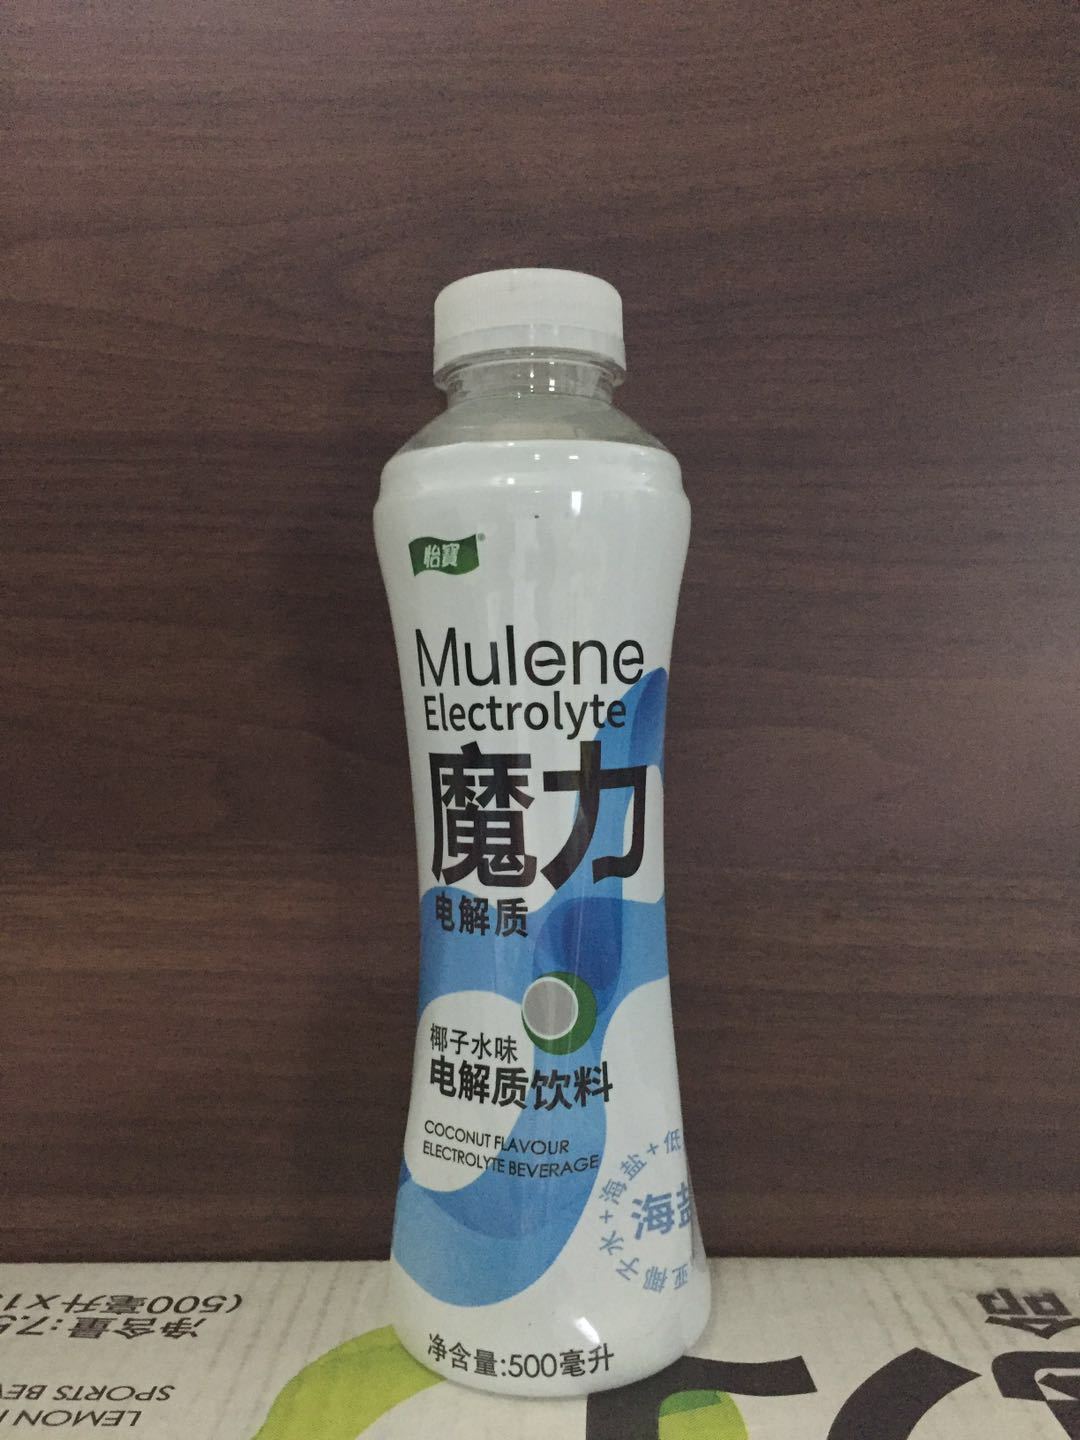 怡寶®
Mulene
Electrolyte
魔力
电解质
椰子水味
电解质饮料
COCONUT FLAVOUR
ELECTROLYTE BEVERAGE
亚椰子水+海盐+低
海盐
净含量:500毫升
(500毫升X1
净含量:7.5
SPORTS BEV
LEMON